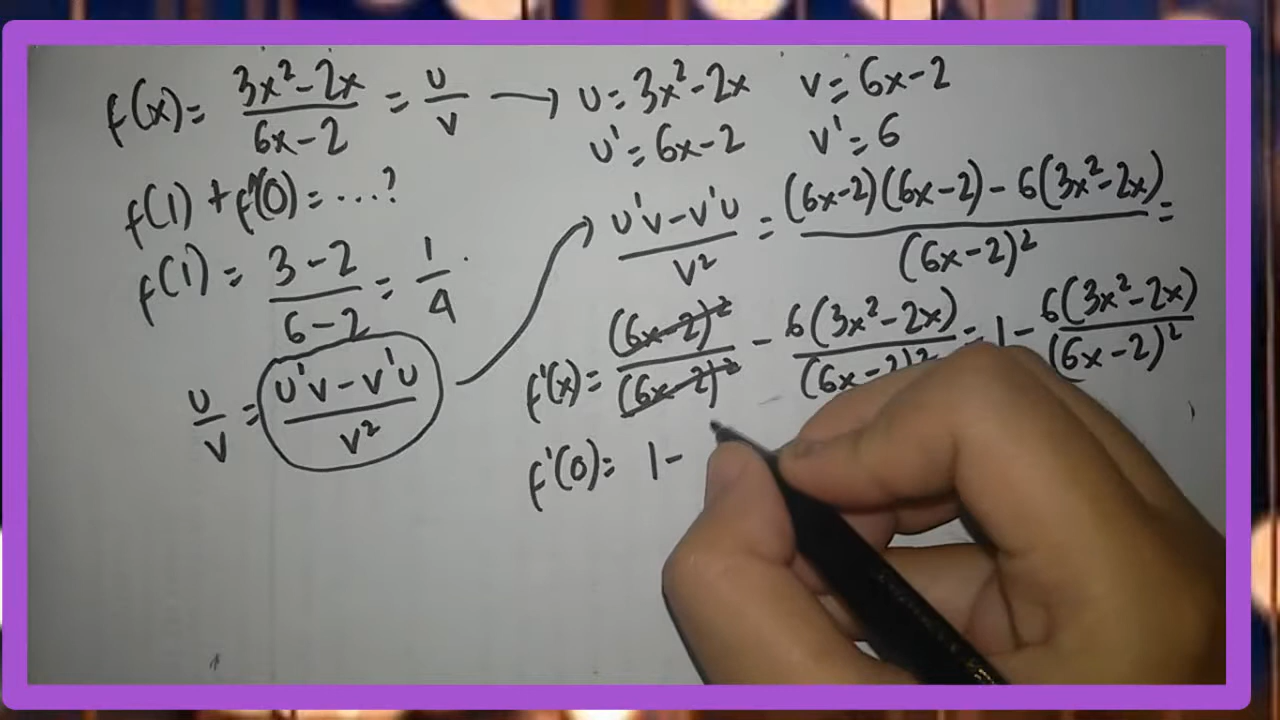 f(x) = (3x² - 2x)/(6x - 2) = u/v → u = 3x² - 2x v = 6x - 2
u' = 6x - 2 v' = 6
f(1) + f'(0) = ....?
(u'v - v'u)/v² = ((6x-2)(6x-2) - 6(3x²-2x))/(6x-2)² =
f(1) = (3 - 2)/(6 - 2) = 1/4
f'(x) = (6x-2)²/(6x-2)² - 6(3x²-2x)/(6x-2)² = 1 - 6(3x²-2x)/(6x-2)²
u/v = (u'v - v'u)/v²
f'(0) = 1 -